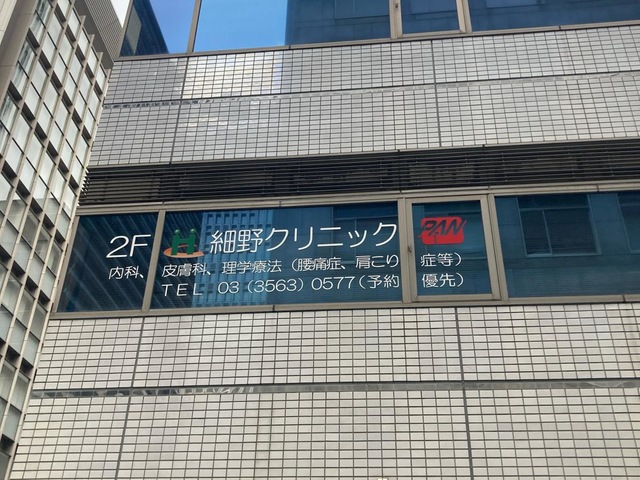 2F H 細野クリニック PAN
内科、皮膚科、理学療法（腰痛症、肩こり症等）
TEL 03（3563）0577（予約優先）